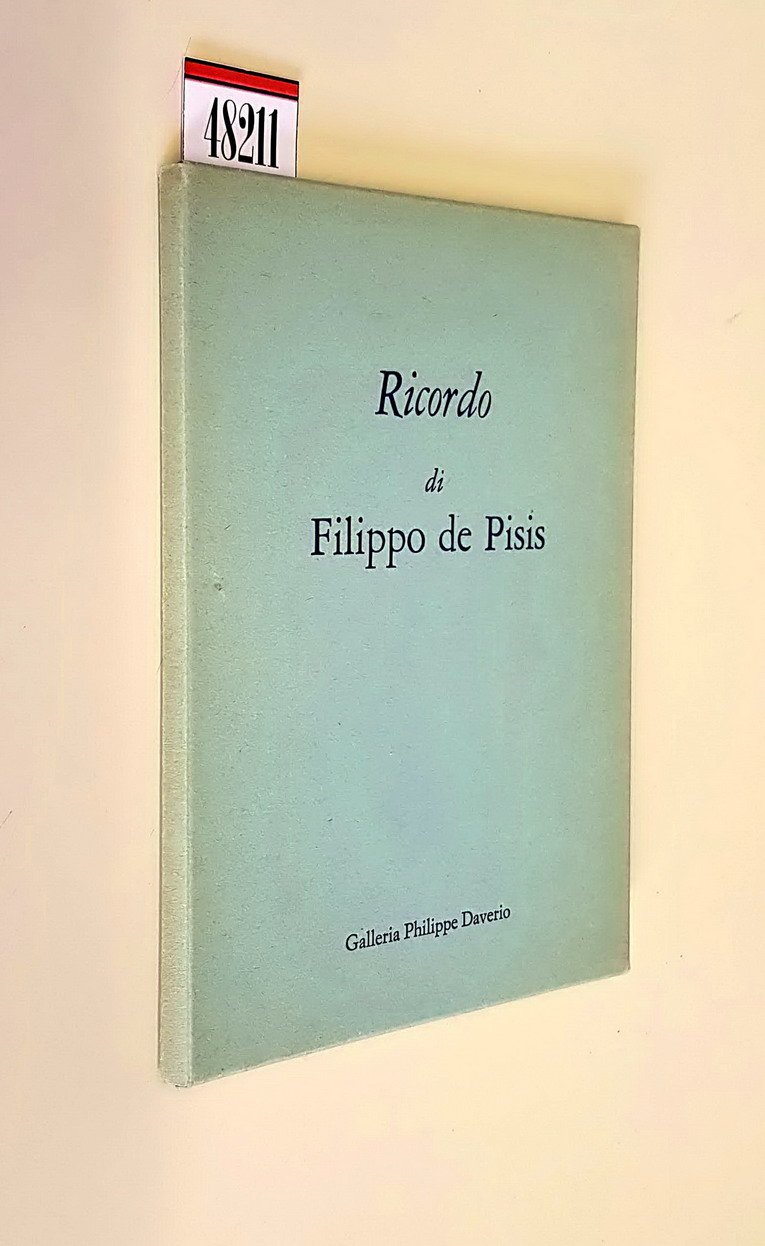 48211
Ricordo
di
Filippo de Pisis
Galleria Philippe Daverio